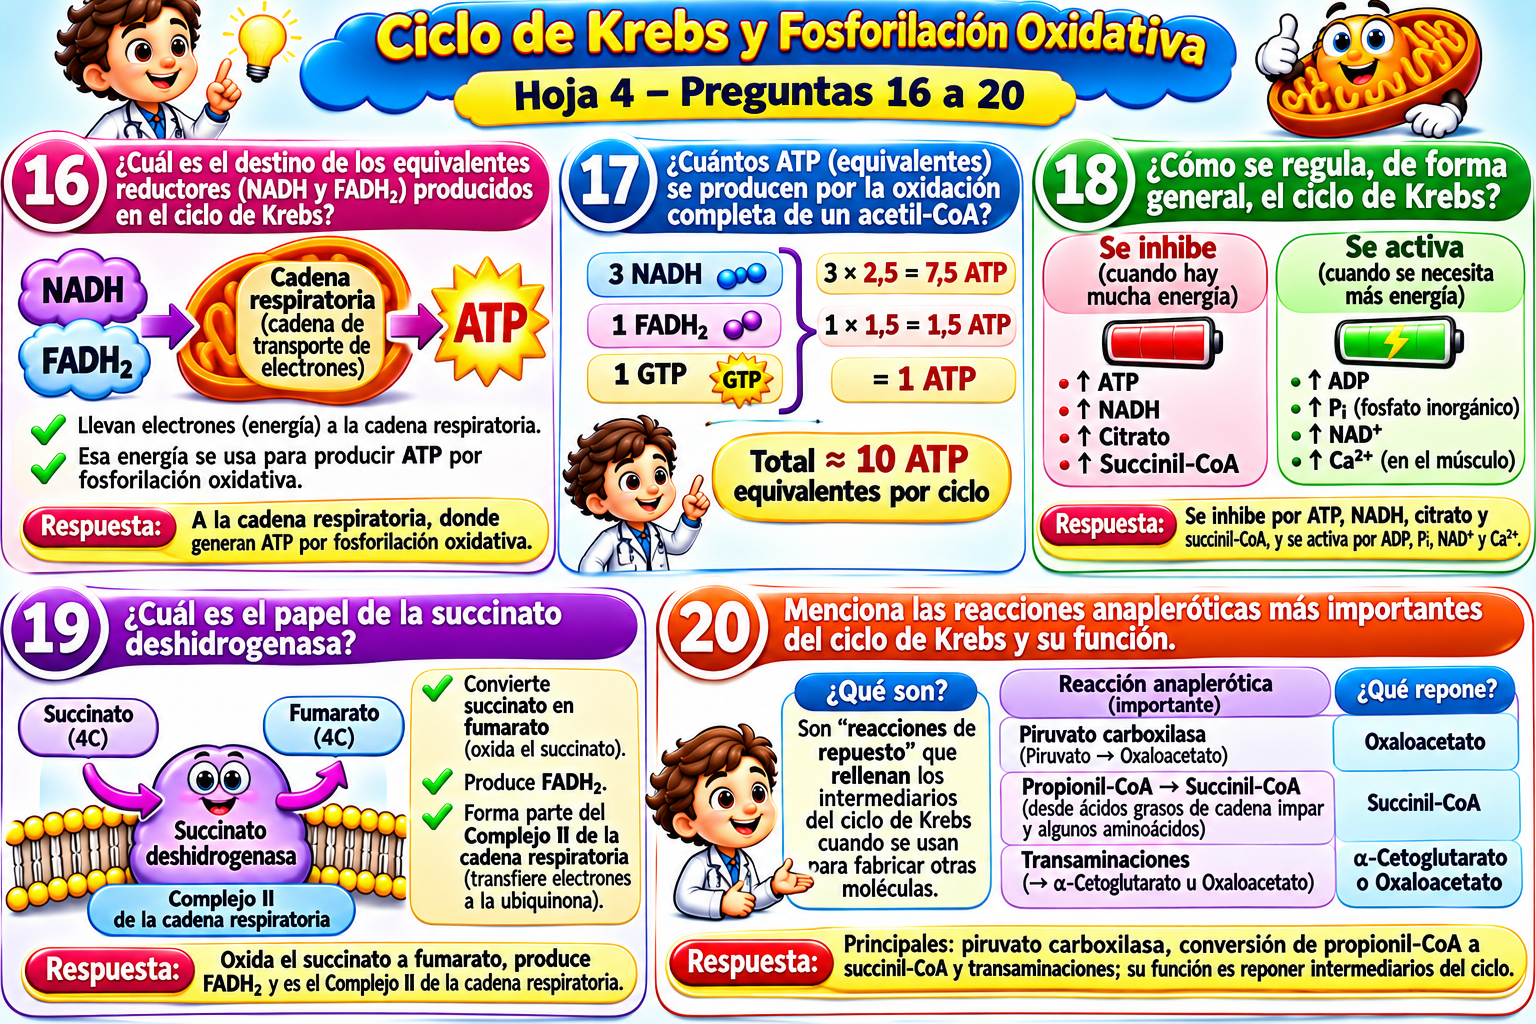 Ciclo de Krebs y Fosforilación Oxidativa
Hoja 4 – Preguntas 16 a 20
16
¿Cuál es el destino de los equivalentes
reductores (NADH y FADH₂) producidos
en el ciclo de Krebs?
NADH
FADH₂
Cadena
respiratoria
(cadena de
transporte de
electrones)
ATP
Llevan electrones (energía) a la cadena respiratoria.
Esa energía se usa para producir ATP por
fosforilación oxidativa.
Respuesta:
A la cadena respiratoria, donde
generan ATP por fosforilación oxidativa.
17
¿Cuántos ATP (equivalentes)
se producen por la oxidación
completa de un acetil-CoA?
3 NADH
3 × 2,5 = 7,5 ATP
1 FADH₂
1 × 1,5 = 1,5 ATP
1 GTP
GTP
= 1 ATP
Total ≈ 10 ATP
equivalentes por ciclo
18
¿Cómo se regula, de forma
general, el ciclo de Krebs?
Se inhibe
(cuando hay
mucha energía)
• ↑ ATP
• ↑ NADH
• ↑ Citrato
• ↑ Succinil-CoA
Se activa
(cuando se necesita
más energía)
• ↑ ADP
• ↑ Pᵢ (fosfato inorgánico)
• ↑ NAD⁺
• ↑ Ca²⁺ (en el músculo)
Respuesta:
Se inhibe por ATP, NADH, citrato y
succinil-CoA, y se activa por ADP, Pᵢ, NAD⁺ y Ca²⁺.
19
¿Cuál es el papel de la succinato
deshidrogenasa?
Succinato
(4C)
Fumarato
(4C)
Succinato
deshidrogenasa
Complejo II
de la cadena respiratoria
Convierte
succinato en
fumarato
(oxida el succinato).
Produce FADH₂.
Forma parte del
Complejo II de la
cadena respiratoria
(transfiere electrones
a la ubiquinona).
Respuesta:
Oxida el succinato a fumarato, produce
FADH₂ y es el Complejo II de la cadena respiratoria.
20
Menciona las reacciones anapleróticas más importantes
del ciclo de Krebs y su función.
¿Qué son?
Son “reacciones de
repuesto” que
rellenan los
intermediarios
del ciclo de Krebs
cuando se usan
para fabricar otras
moléculas.
Reacción anaplerótica
(importante)
¿Qué repone?
Piruvato carboxilasa
(Piruvato → Oxaloacetato)
Oxaloacetato
Propionil-CoA → Succinil-CoA
(desde ácidos grasos de cadena impar
y algunos aminoácidos)
Succinil-CoA
Transaminaciones
(→ α-Cetoglutarato u Oxaloacetato)
α-Cetoglutarato
o Oxaloacetato
Respuesta:
Principales: piruvato carboxilasa, conversión de propionil-CoA a
succinil-CoA y transaminaciones; su función es reponer intermediarios del ciclo.